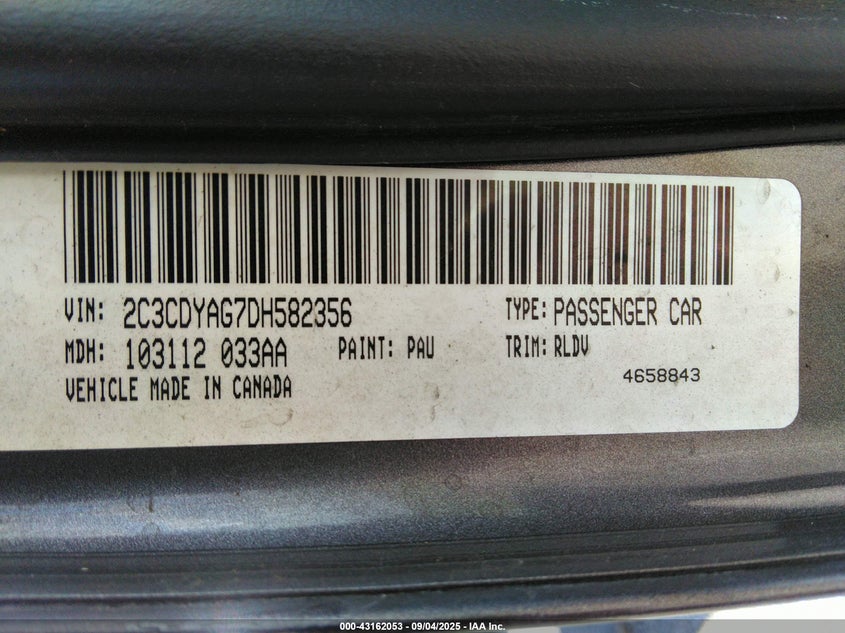 VIN: 2C3CDYAG7DH582356 TYPE: PASSENGER CAR
MDH: 103112 033AA PAINT: PAU TRIM: RLDV
VEHICLE MADE IN CANADA 4658843
000-43162053 - 09/04/2025 - IAA Inc.